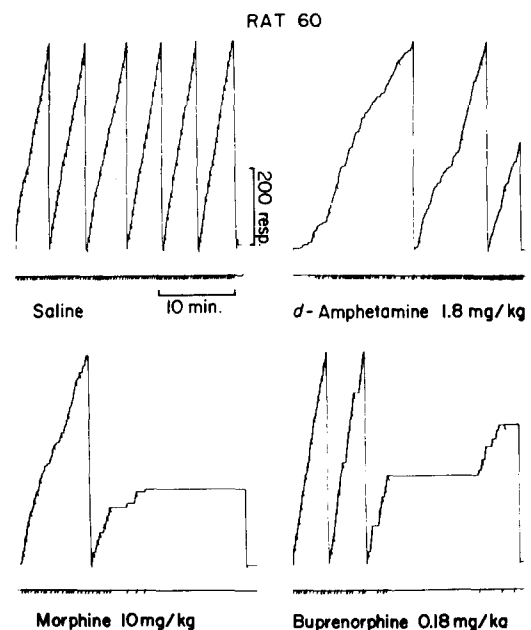 RAT 60
200 resp.
Saline
10 min.
d-Amphetamine 1.8 mg/kg
Morphine 10mg/kg
Buprenorphine 0.18 mg/kg